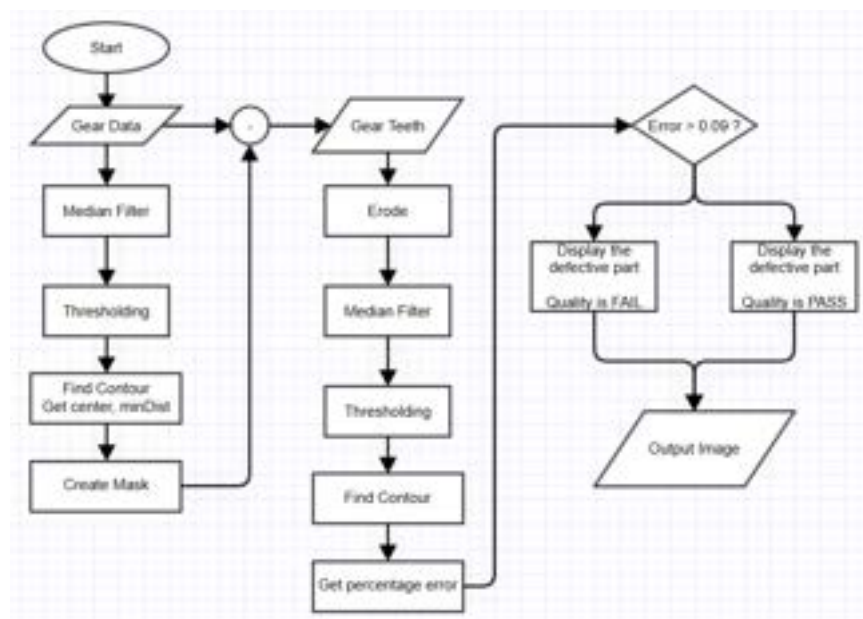 Start
Gear Data
-
Median Filter
Thresholding
Find Contour
Get center, minDist
Create Mask
Gear Teeth
Erode
Median Filter
Thresholding
Find Contour
Get percentage error
Error > 0.09 ?
Display the
defective part
Quality is FAIL
Display the
defective part
Quality is PASS
Output Image